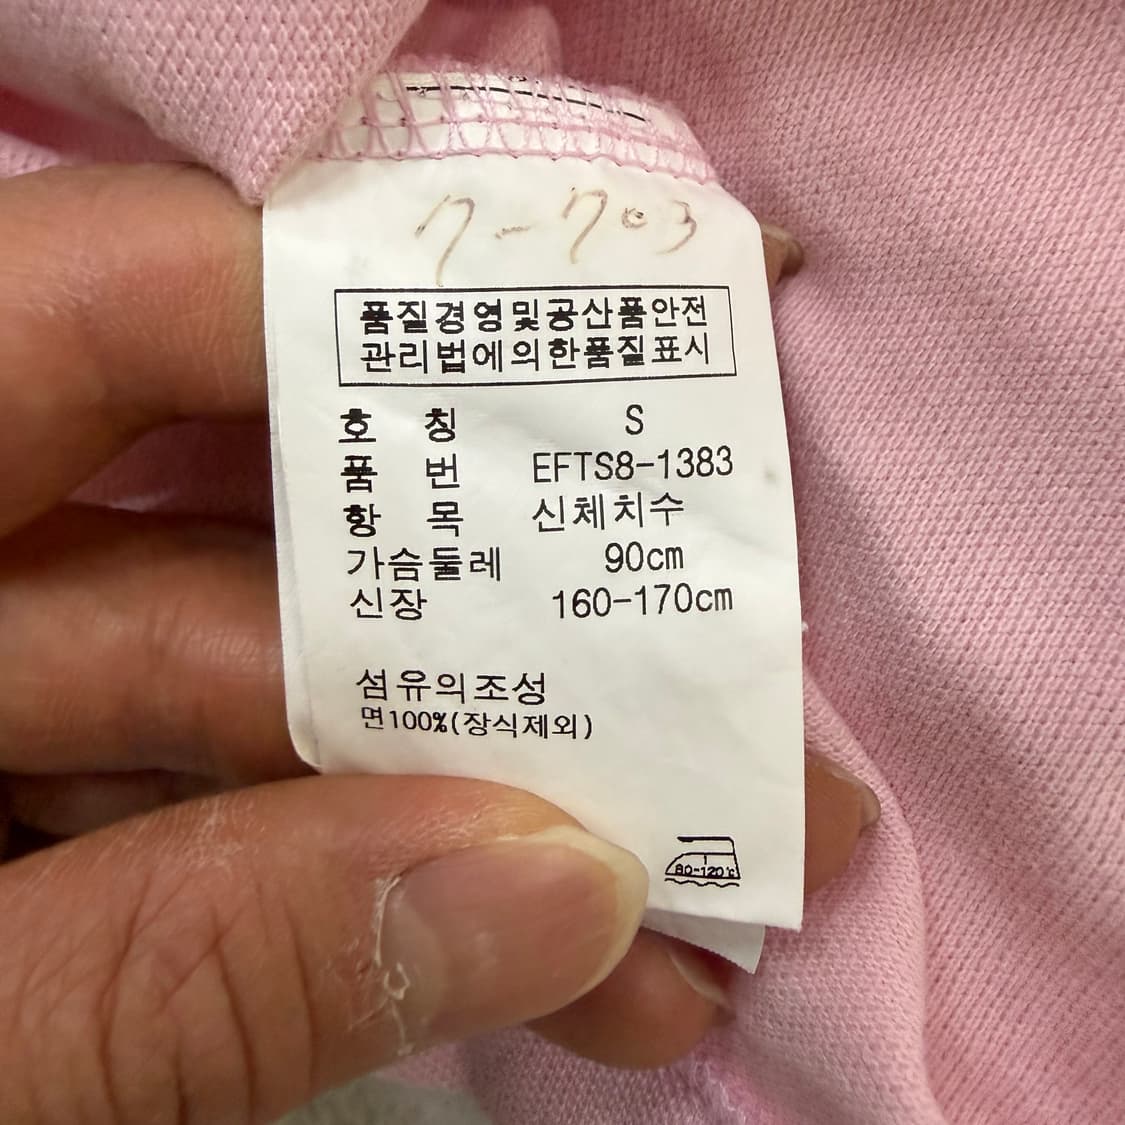 7-703
품질경영및공산품안전
관리법에의한품질표시
호 칭 S
품 번 EFTS8-1383
항 목 신체치수
가슴둘레 90cm
신장 160-170cm
섬유의조성
면100%(장식제외)
80-120℃